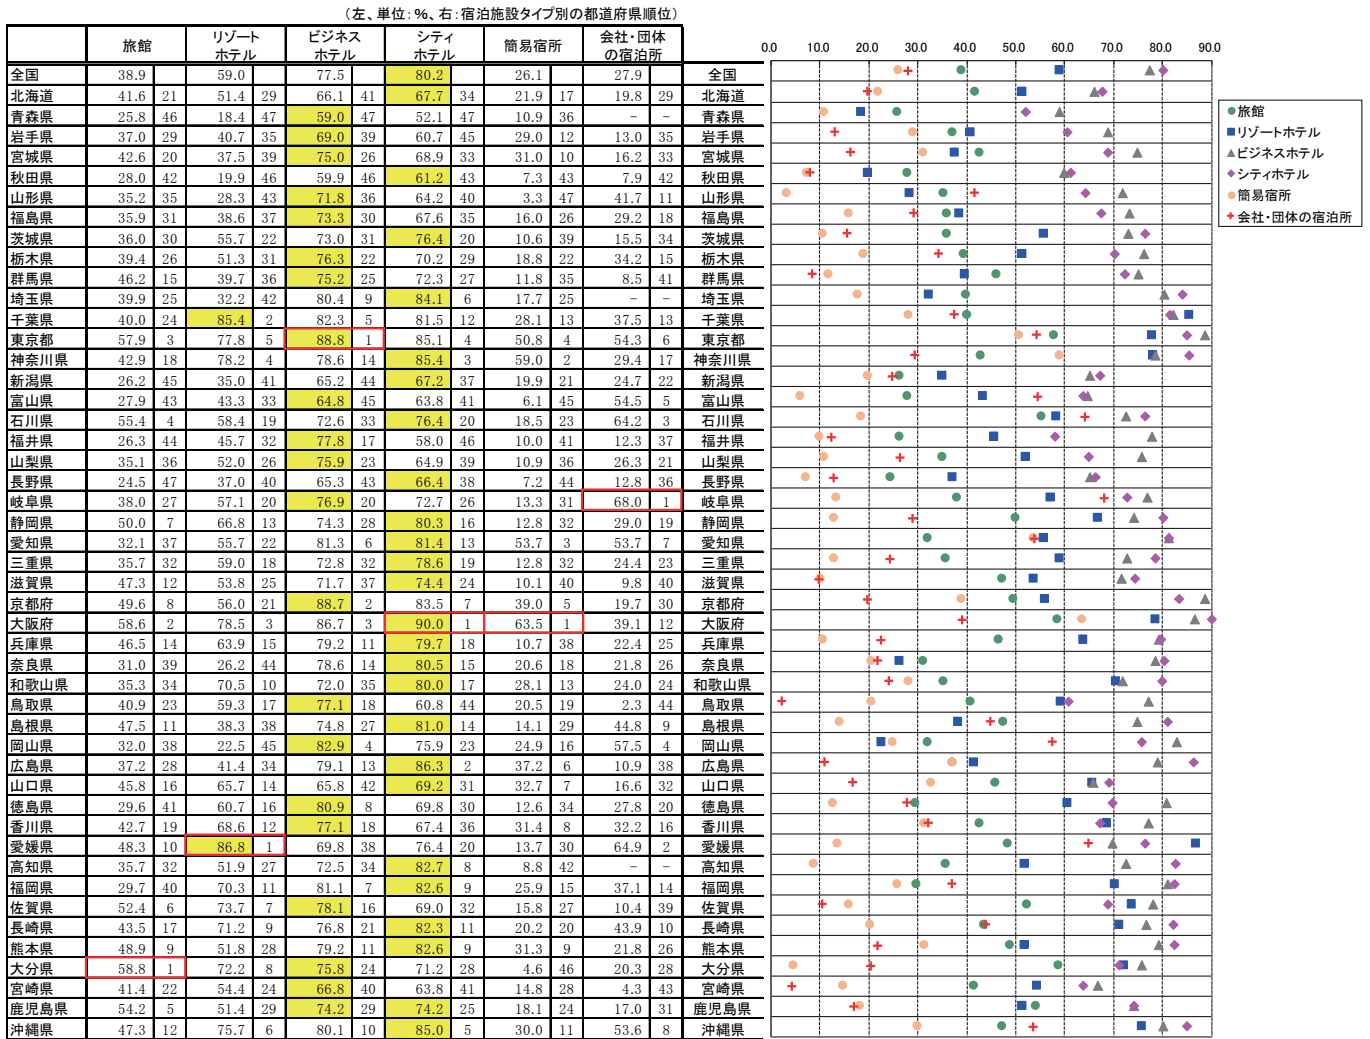 (左、単位:%、右:宿泊施設タイプ別の都道府県順位)
旅館 リゾートホテル ビジネスホテル シティホテル 簡易宿所 会社・団体の宿泊所
0.0 10.0 20.0 30.0 40.0 50.0 60.0 70.0 80.0 90.0
全国 38.9 59.0 77.5 80.2 26.1 27.9 全国
北海道 41.6 21 51.4 29 66.1 41 67.7 34 21.9 17 19.8 29 北海道
青森県 25.8 46 18.4 47 59.0 47 52.1 47 10.9 36 - - 青森県
岩手県 37.0 29 40.7 35 69.0 39 60.7 45 29.0 12 13.0 35 岩手県
宮城県 42.6 20 37.5 39 75.0 26 68.9 33 31.0 10 16.2 33 宮城県
秋田県 28.0 42 19.9 46 59.9 46 61.2 43 7.3 43 7.9 42 秋田県
山形県 35.2 35 28.3 43 71.8 36 64.2 40 3.3 47 41.7 11 山形県
福島県 35.9 31 38.6 37 73.3 30 67.6 35 16.0 26 29.2 18 福島県
茨城県 36.0 30 55.7 22 73.0 31 76.4 20 10.6 39 15.5 34 茨城県
栃木県 39.4 26 51.3 31 76.3 22 70.2 29 18.8 22 34.2 15 栃木県
群馬県 46.2 15 39.7 36 75.2 25 72.3 27 11.8 35 8.5 41 群馬県
埼玉県 39.9 25 32.2 42 80.4 9 84.1 6 17.7 25 - - 埼玉県
千葉県 40.0 24 85.4 2 82.3 5 81.5 12 28.1 13 37.5 13 千葉県
東京都 57.9 3 77.8 5 88.8 1 85.1 4 50.8 4 54.3 6 東京都
神奈川県 42.9 18 78.2 4 78.6 14 85.4 3 59.0 2 29.4 17 神奈川県
新潟県 26.2 45 35.0 41 65.2 44 67.2 37 19.9 21 24.7 22 新潟県
富山県 27.9 43 43.3 33 64.8 45 63.8 41 6.1 45 54.5 5 富山県
石川県 55.4 4 58.4 19 72.6 33 76.4 20 18.5 23 64.2 3 石川県
福井県 26.3 44 45.7 32 77.8 17 58.0 46 10.0 41 12.3 37 福井県
山梨県 35.1 36 52.0 26 75.9 23 64.9 39 10.9 36 26.3 21 山梨県
長野県 24.5 47 37.0 40 65.3 43 66.4 38 7.2 44 12.8 36 長野県
岐阜県 38.0 27 57.1 20 76.9 20 72.7 26 13.3 31 68.0 1 岐阜県
静岡県 50.0 7 66.8 13 74.3 28 80.3 16 12.8 32 29.0 19 静岡県
愛知県 32.1 37 55.7 22 81.3 6 81.4 13 53.7 3 53.7 7 愛知県
三重県 35.7 32 59.0 18 72.8 32 78.6 19 12.8 32 24.4 23 三重県
滋賀県 47.3 12 53.8 25 71.7 37 74.4 24 10.1 40 9.8 40 滋賀県
京都府 49.6 8 56.0 21 88.7 2 83.5 7 39.0 5 19.7 30 京都府
大阪府 58.6 2 78.5 3 86.7 3 90.0 1 63.5 1 39.1 12 大阪府
兵庫県 46.5 14 63.9 15 79.2 11 79.7 18 10.7 38 22.4 25 兵庫県
奈良県 31.0 39 26.2 44 78.6 14 80.5 15 20.6 18 21.8 26 奈良県
和歌山県 35.3 34 70.5 10 72.0 35 80.0 17 28.1 13 24.0 24 和歌山県
鳥取県 40.9 23 59.3 17 77.1 18 60.8 44 20.5 19 2.3 44 鳥取県
島根県 47.5 11 38.3 38 74.8 27 81.0 14 14.1 29 44.8 9 島根県
岡山県 32.0 38 22.5 45 82.9 4 75.9 23 24.9 16 57.5 4 岡山県
広島県 37.2 28 41.4 34 79.1 13 86.3 2 37.2 6 10.9 38 広島県
山口県 45.8 16 65.7 14 65.8 42 69.2 31 32.7 7 16.6 32 山口県
徳島県 29.6 41 60.7 16 80.9 8 69.8 30 12.6 34 27.8 20 徳島県
香川県 42.7 19 68.6 12 77.1 18 67.4 36 31.4 8 32.2 16 香川県
愛媛県 48.3 10 86.8 1 69.8 38 76.4 20 13.7 30 64.9 2 愛媛県
高知県 35.7 32 51.9 27 72.5 34 82.7 8 8.8 42 - - 高知県
福岡県 29.7 40 70.3 11 81.1 7 82.6 9 25.9 15 37.1 14 福岡県
佐賀県 52.4 6 73.7 7 78.1 16 69.0 32 15.8 27 10.4 39 佐賀県
長崎県 43.5 17 71.2 9 76.8 21 82.3 11 20.2 20 43.9 10 長崎県
熊本県 48.9 9 51.8 28 79.2 11 82.6 9 31.3 9 21.8 26 熊本県
大分県 58.8 1 72.2 8 75.8 24 71.2 28 4.6 46 20.3 28 大分県
宮崎県 41.4 22 54.4 24 66.8 40 63.8 41 14.8 28 4.3 43 宮崎県
鹿児島県 54.2 5 51.4 29 74.2 29 74.2 25 18.1 24 17.0 31 鹿児島県
沖縄県 47.3 12 75.7 6 80.1 10 85.0 5 30.0 11 53.6 8 沖縄県
旅館
リゾートホテル
ビジネスホテル
シティホテル
簡易宿所
会社・団体の宿泊所